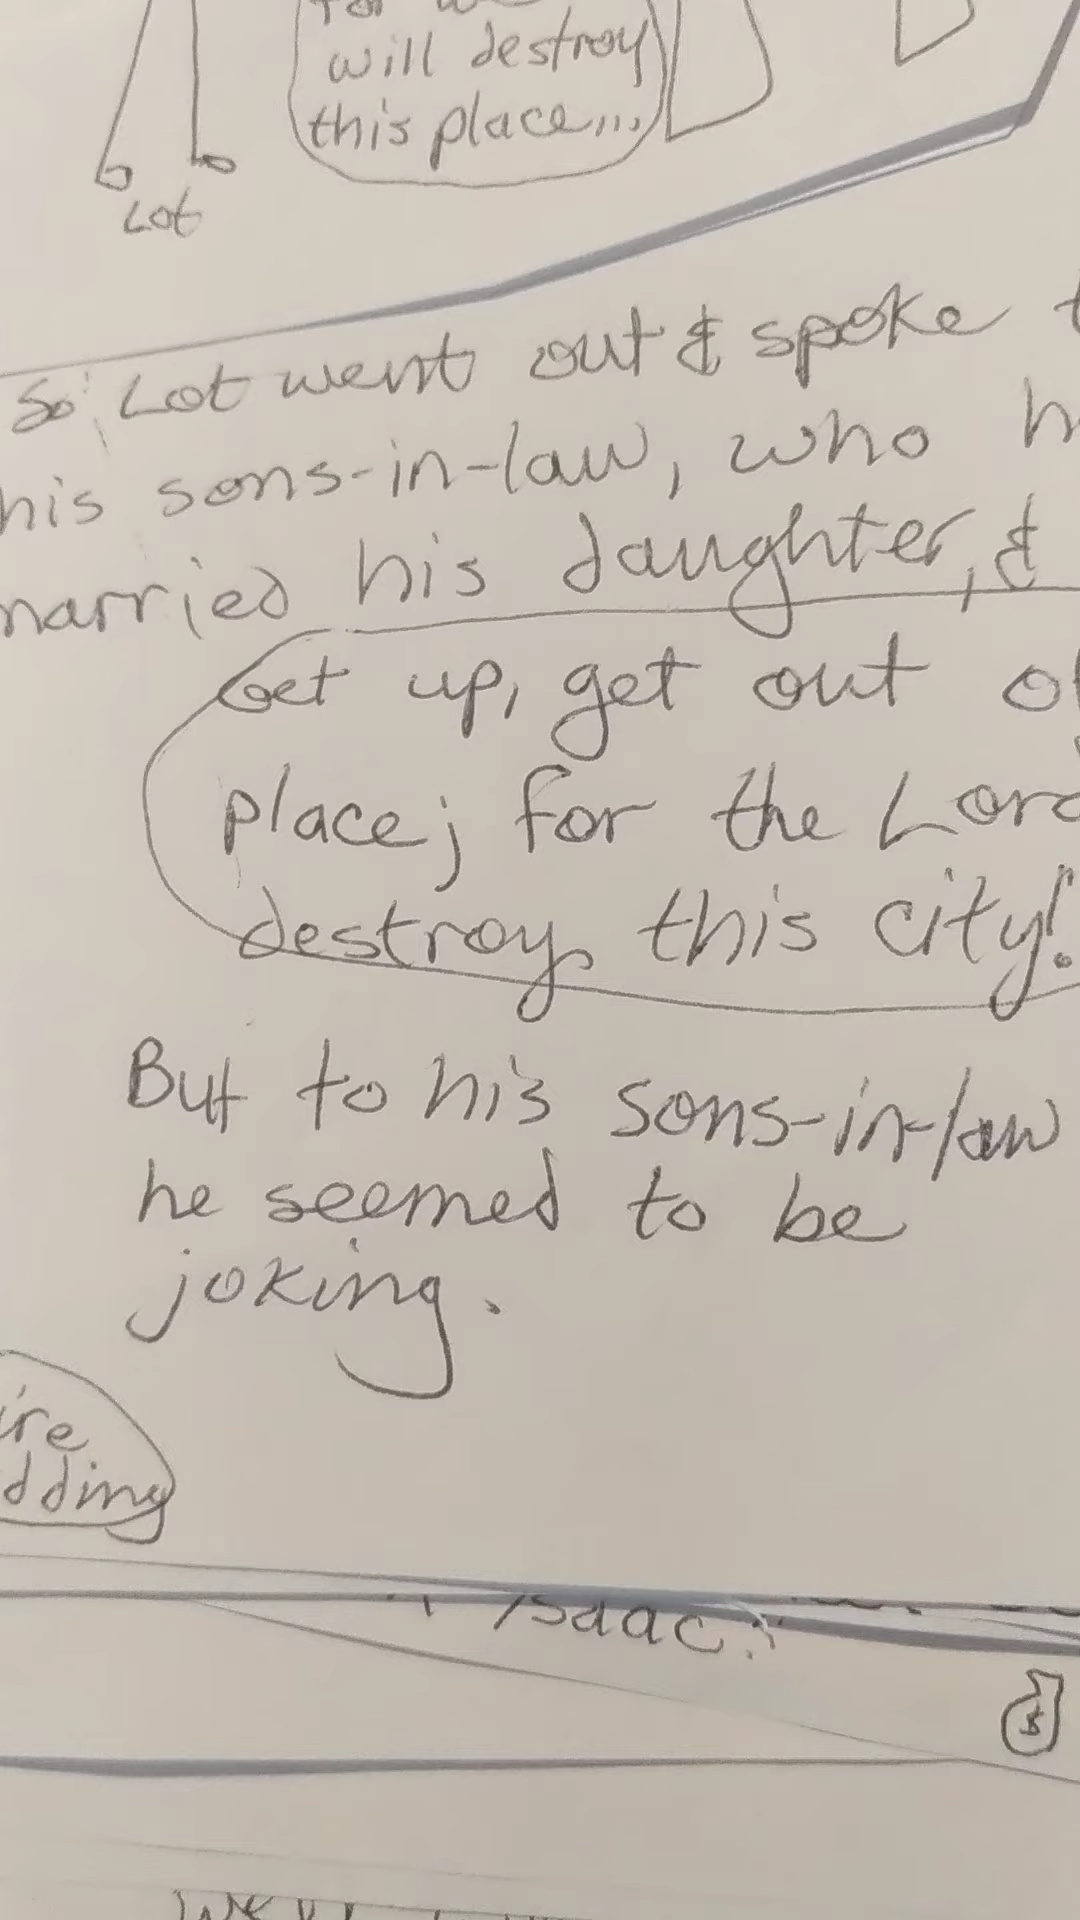 will destroy
this place...
Lot
So Lot went out & spoke
his sons-in-law, who
married his daughter, &
Get up, get out
place; for the Lord
destroy this city!
But to his sons-in-law
he seemed to be
joking.
Isaac